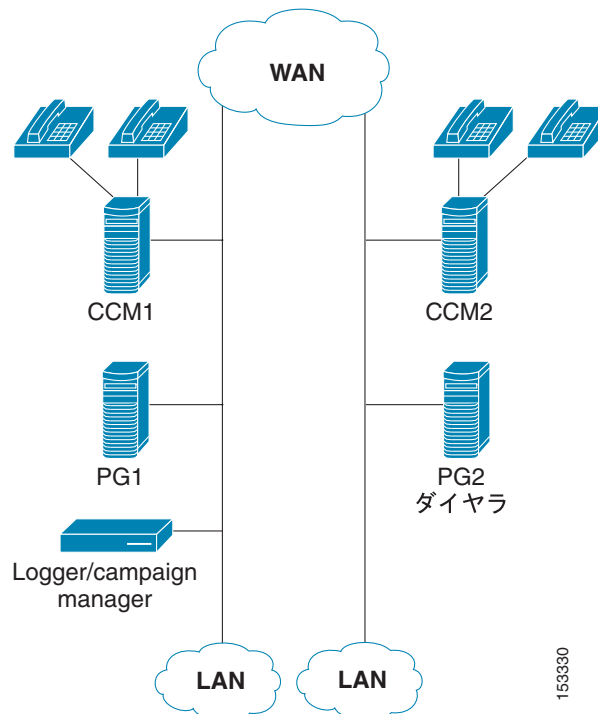 WAN
CCM1
CCM2
PG1
PG2
ダイヤラ
Logger/campaign
manager
LAN
LAN
153330